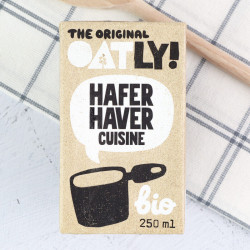 THE ORIGINAL
OATLY!
HAFER
HAVER
CUISINE
bio
250 ml